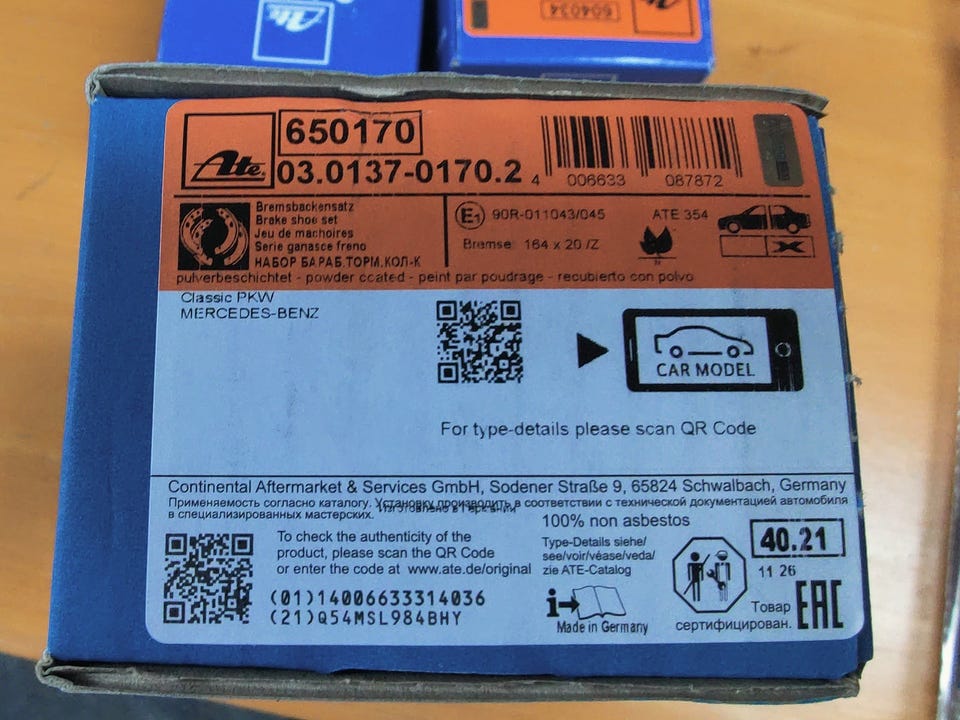 Ate
604034
Ate
650170
03.0137-0170.2
4 006633 087872
Bremsbackensatz
Brake shoe set
Jeu de machoires
Serie ganasce freno
НАБОР БАРАБ.ТОРМ.КОЛ-К
E1 90R-011043/045
ATE 354
Bremse: 164 x 20 /Z
pulverbeschichtet - powder coated - peint par poudrage - recubierto con polvo
Classic PKW
MERCEDES-BENZ
CAR MODEL
For type-details please scan QR Code
Continental Aftermarket & Services GmbH, Sodener Straße 9, 65824 Schwalbach, Germany
Применяемость согласно каталогу. Установку производить в соответствии с технической документацией автомобиля
в специализированных мастерских. Изготовлено в Германии
To check the authenticity of the
product, please scan the QR Code
or enter the code at www.ate.de/original
(01)14006633314036
(21)Q54MSL984BHY
100% non asbestos
Type-Details siehe/
see/voir/véase/veda/
zie ATE-Catalog
Made in Germany
40.21
11 26
Товар
сертифицирован.
EAC